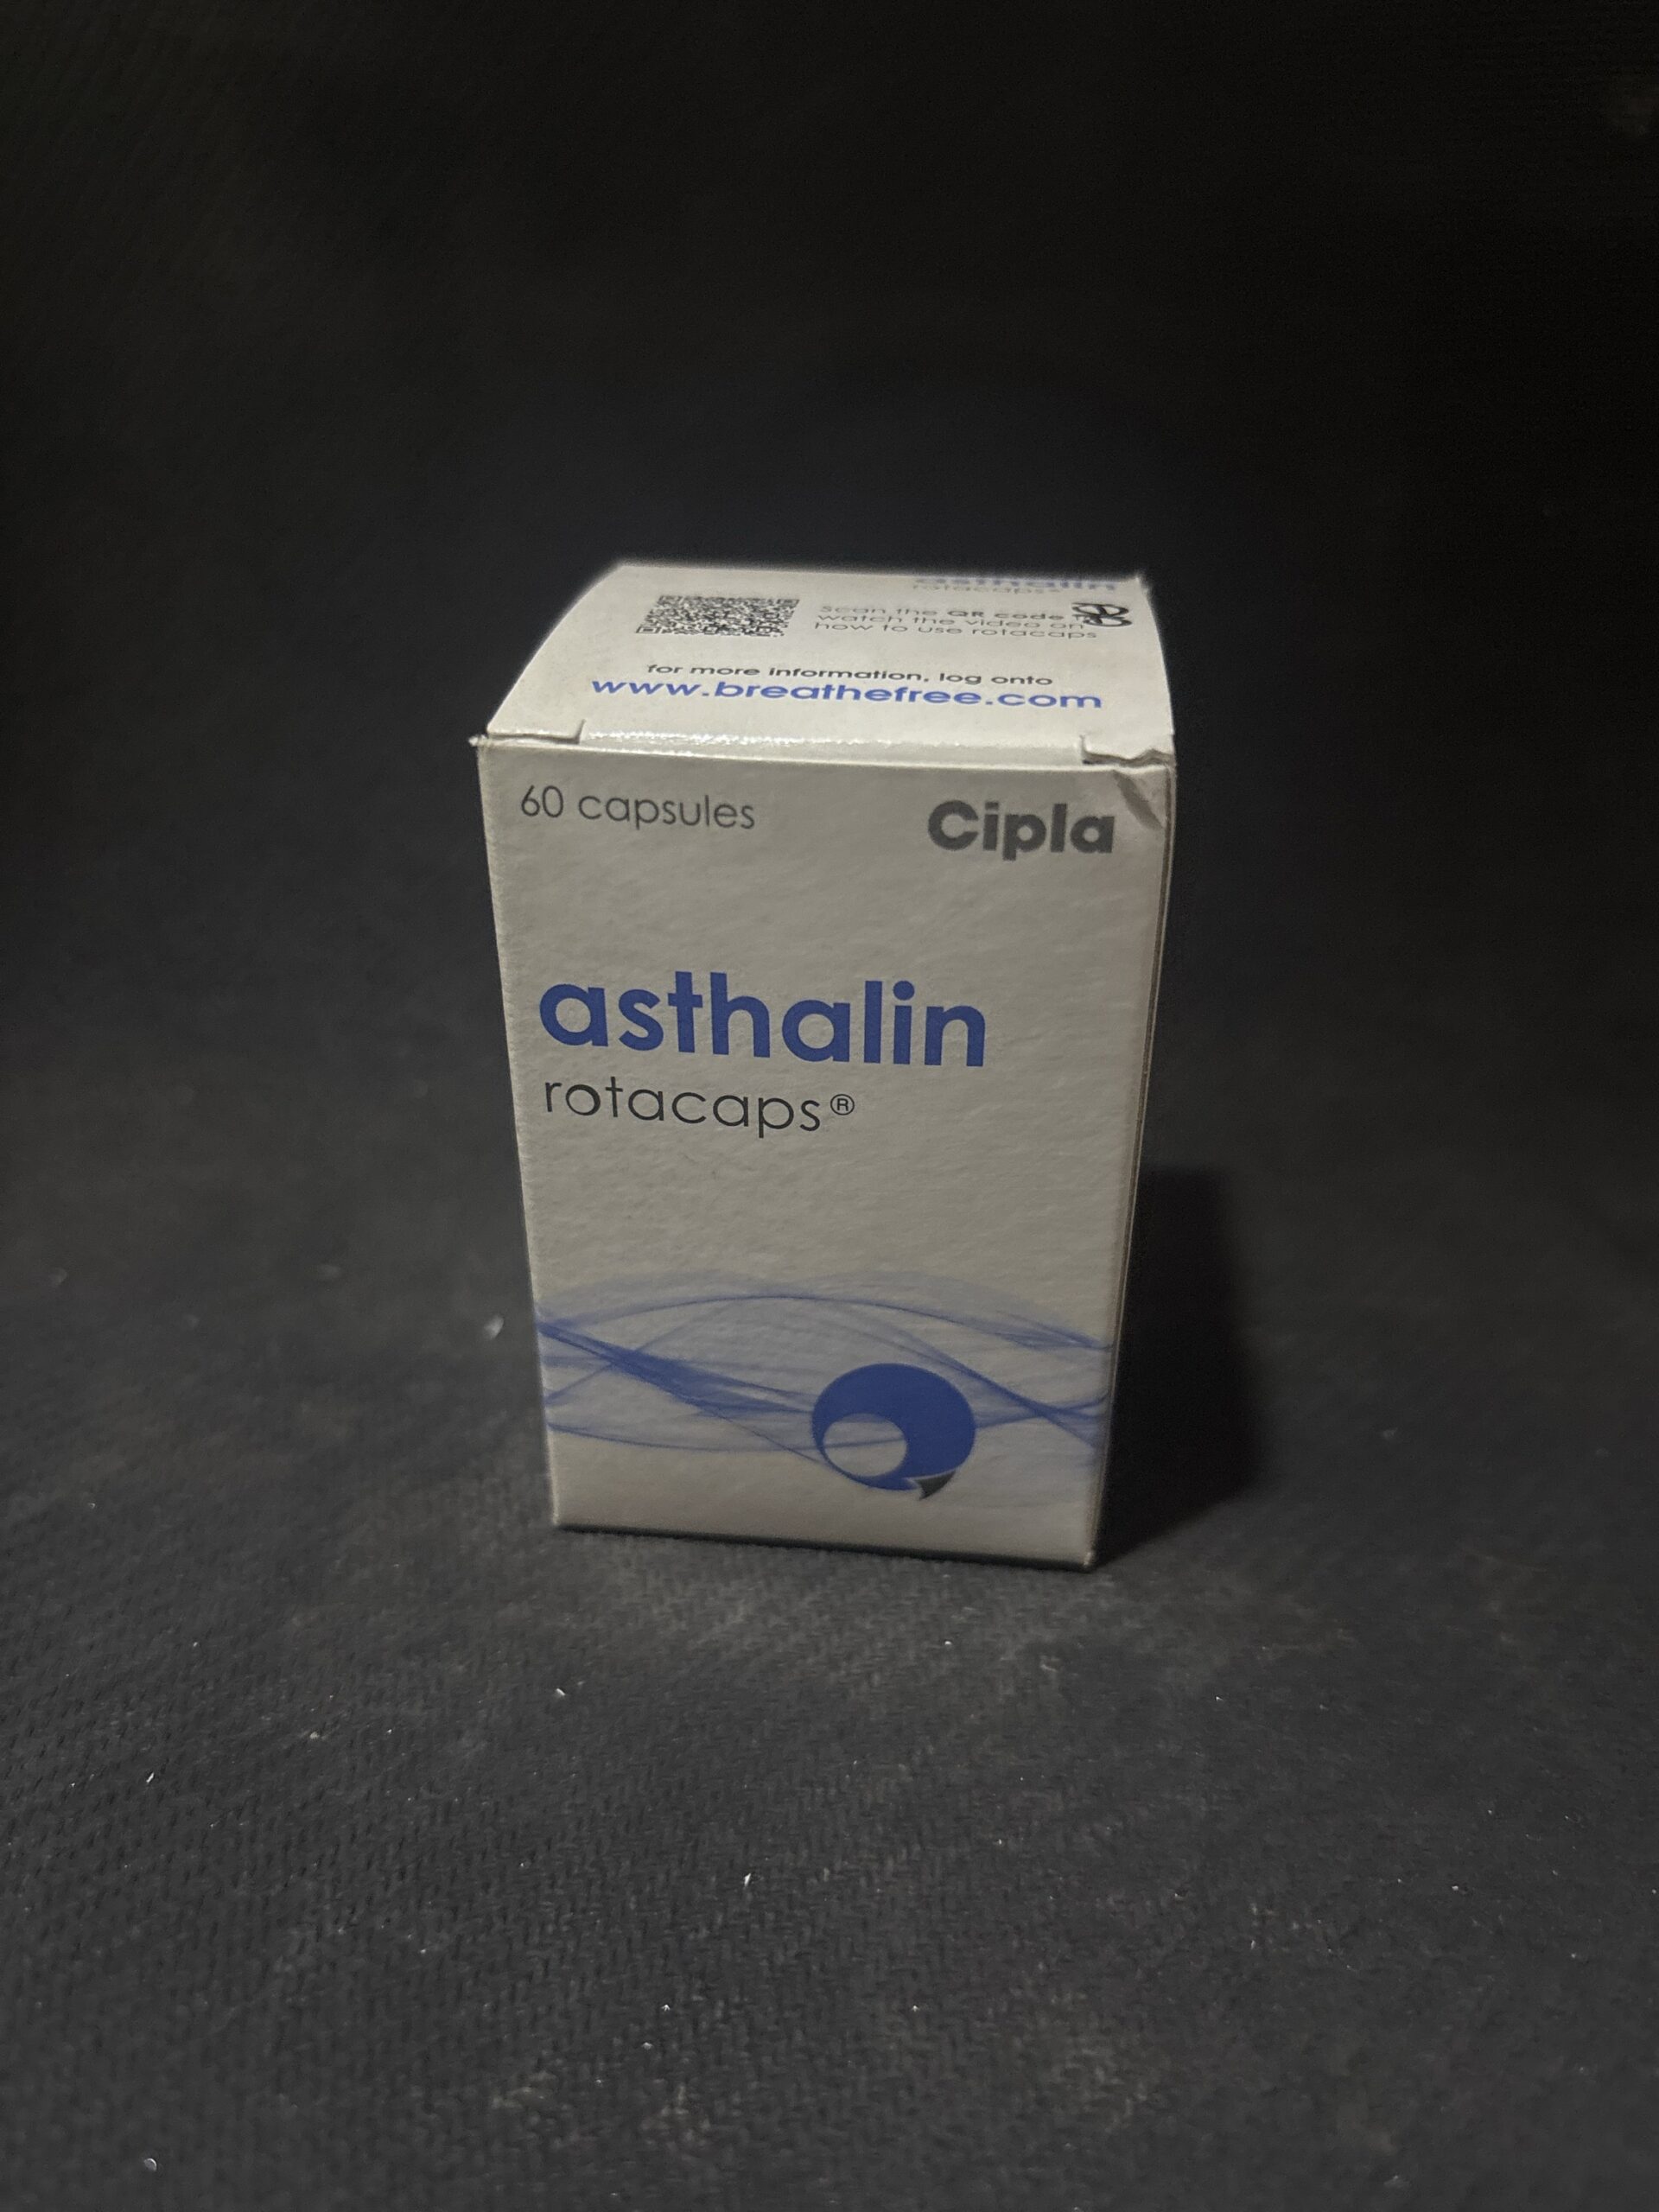 asthalin
rotacaps®
Scan the QR code to
watch the video on
how to use rotacaps
for more information, log onto
www.breathefree.com
60 capsules
Cipla
asthalin
rotacaps®